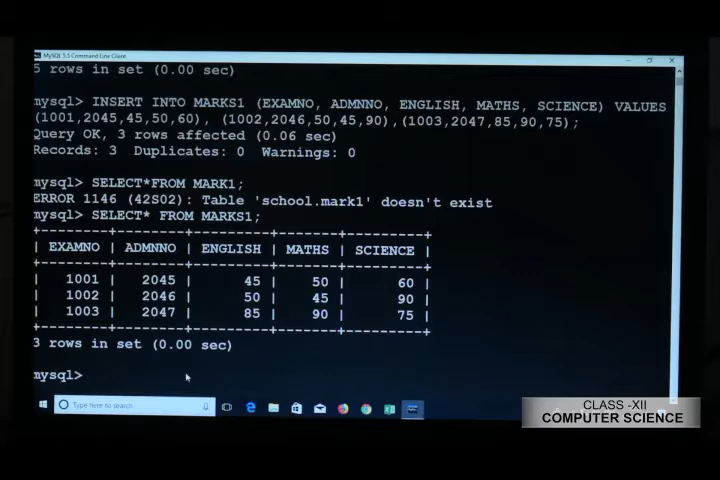 MySQL 5.5 Command Line Client
5 rows in set (0.00 sec)
mysql> INSERT INTO MARKS1 (EXAMNO, ADMNNO, ENGLISH, MATHS, SCIENCE) VALUES
(1001,2045,45,50,60), (1002,2046,50,45,90),(1003,2047,85,90,75);
Query OK, 3 rows affected (0.06 sec)
Records: 3  Duplicates: 0  Warnings: 0
mysql> SELECT*FROM MARK1;
ERROR 1146 (42S02): Table 'school.mark1' doesn't exist
mysql> SELECT* FROM MARKS1;
+--------+--------+---------+-------+---------+
| EXAMNO | ADMNNO | ENGLISH | MATHS | SCIENCE |
+--------+--------+---------+-------+---------+
| 1001 | 2045 | 45 | 50 | 60 |
| 1002 | 2046 | 50 | 45 | 90 |
| 1003 | 2047 | 85 | 90 | 75 |
+--------+--------+---------+-------+---------+
3 rows in set (0.00 sec)
mysql>
Type here to search
CLASS -XII
COMPUTER SCIENCE